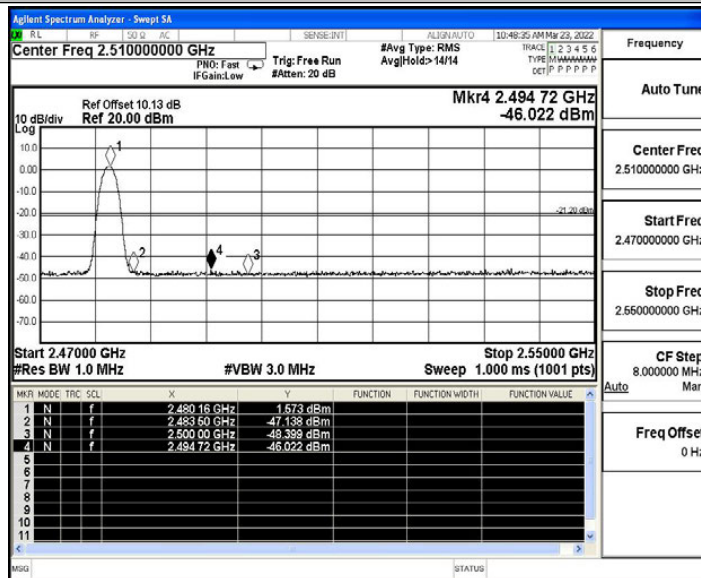 Agilent Spectrum Analyzer - Swept SA
RL RF 50 Ω AC SENSE:INT ALIGNAUTO 10:48:35 AM Mar 23, 2022
Center Freq 2.510000000 GHz
PNO: Fast
IFGain:Low
Trig: Free Run
#Atten: 20 dB
#Avg Type: RMS
Avg|Hold:>14/14
TRACE 1 2 3 4 5 6
TYPE MWWWWW
DET P P P P P P
Ref Offset 10.13 dB
Ref 20.00 dBm
10 dB/div
Log
Mkr4 2.494 72 GHz
-46.022 dBm
10.0
0.00
-10.0
-20.0
-30.0
-40.0
-50.0
-60.0
-70.0
1
2
4
3
-21.20 dBm
Start 2.47000 GHz Stop 2.55000 GHz
#Res BW 1.0 MHz #VBW 3.0 MHz Sweep 1.000 ms (1001 pts)
MKR MODE TRC SCL X Y FUNCTION FUNCTION WIDTH FUNCTION VALUE
1 N f 2.480 16 GHz 1.573 dBm
2 N f 2.483 50 GHz -47.138 dBm
3 N f 2.500 00 GHz -48.399 dBm
4 N f 2.494 72 GHz -46.022 dBm
5
6
7
8
9
10
11
MSG STATUS
Frequency
Auto Tune
Center Freq
2.510000000 GHz
Start Freq
2.470000000 GHz
Stop Freq
2.550000000 GHz
CF Step
8.000000 MHz
Auto Man
Freq Offset
0 Hz